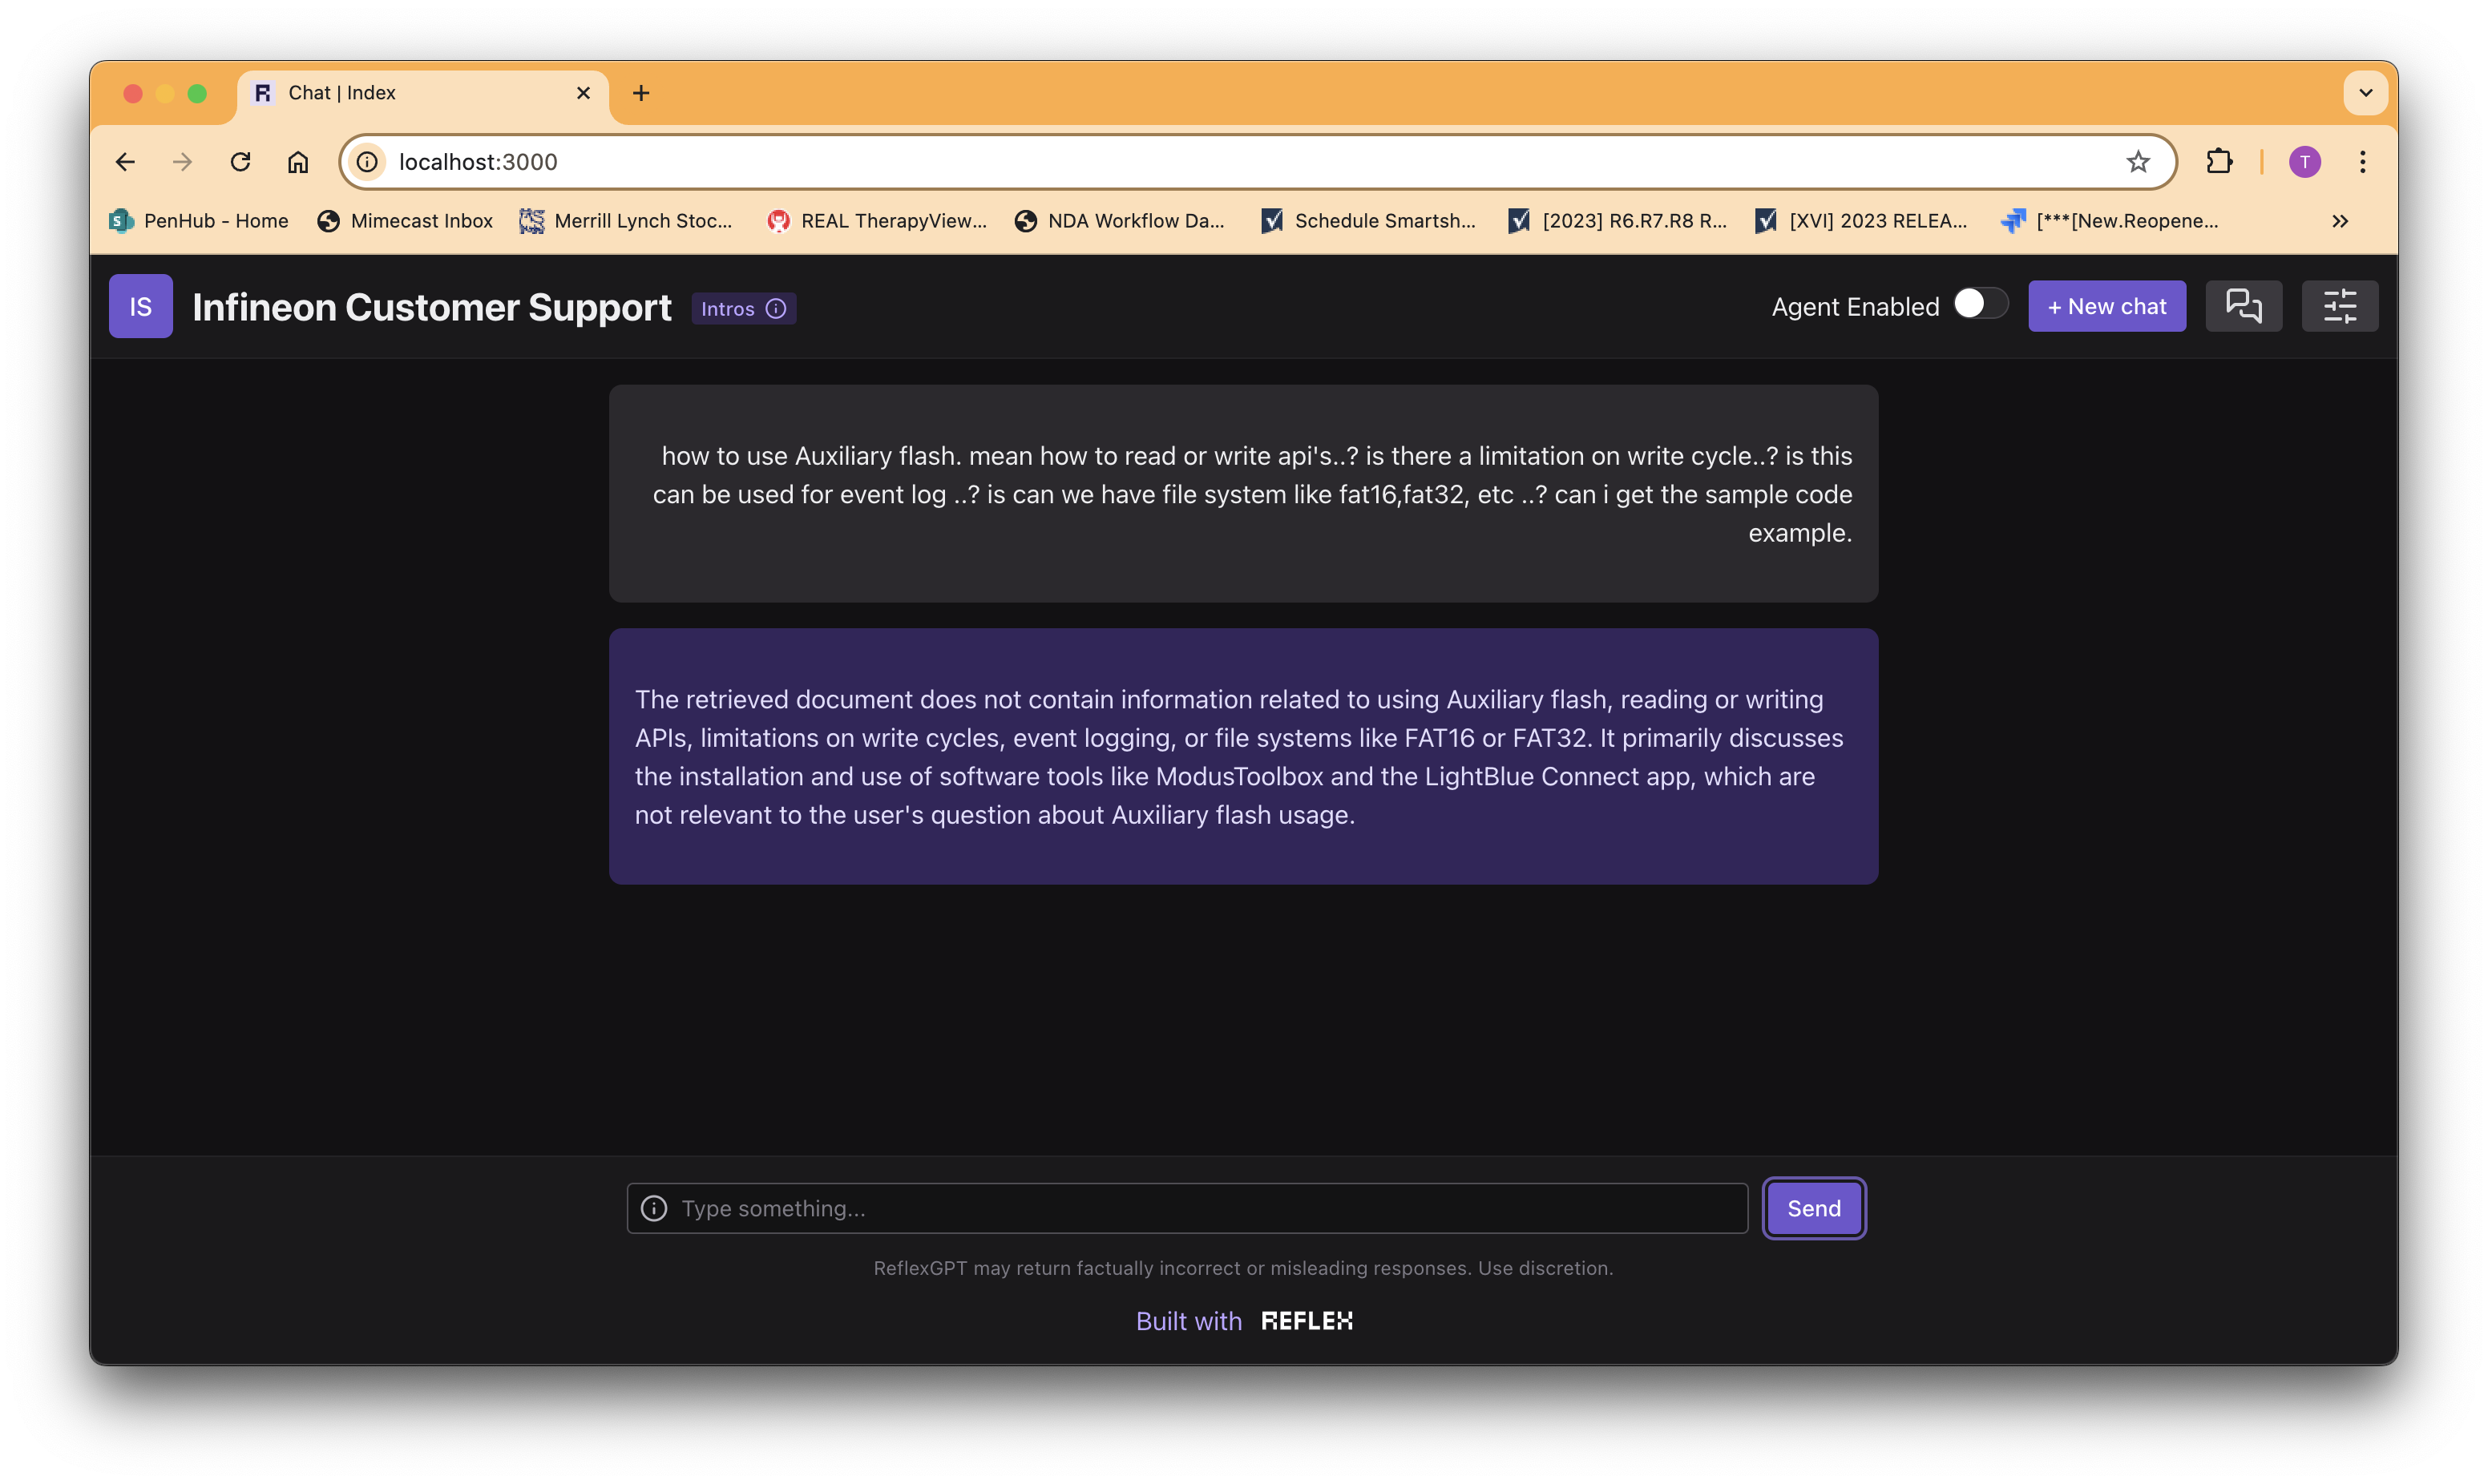 Chat | Index
localhost:3000
PenHub - Home
Mimecast Inbox
Merrill Lynch Stoc...
REAL TherapyView...
NDA Workflow Da...
Schedule Smartsh...
[2023] R6.R7.R8 R...
[XVI] 2023 RELEA...
[***[New.Reopene...
T
IS
Infineon Customer Support
Intros
Agent Enabled
+ New chat
how to use Auxiliary flash. mean how to read or write api's..? is there a limitation on write cycle..? is this
can be used for event log ..? is can we have file system like fat16,fat32, etc ..? can i get the sample code
example.
The retrieved document does not contain information related to using Auxiliary flash, reading or writing
APIs, limitations on write cycles, event logging, or file systems like FAT16 or FAT32. It primarily discusses
the installation and use of software tools like ModusToolbox and the LightBlue Connect app, which are
not relevant to the user's question about Auxiliary flash usage.
Type something...
Send
ReflexGPT may return factually incorrect or misleading responses. Use discretion.
Built with REFLEX